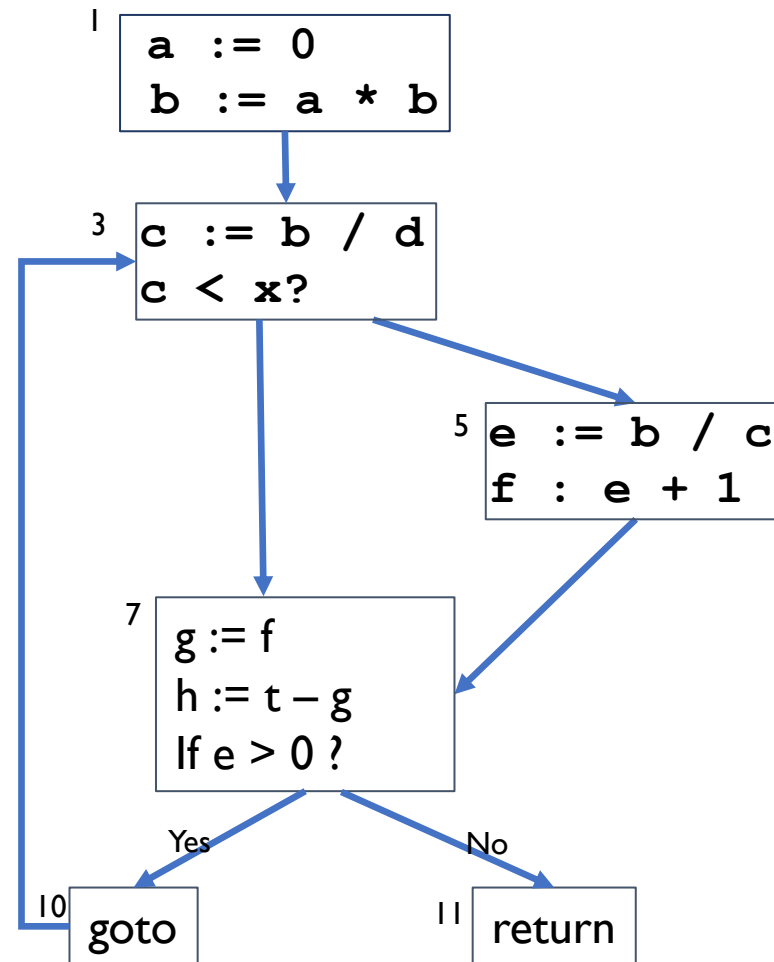 1
a := 0
b := a * b
3
c := b / d
c < x?
5
e := b / c
f : e + 1
7
g := f
h := t – g
If e > 0 ?
Yes
No
10
goto
11
return